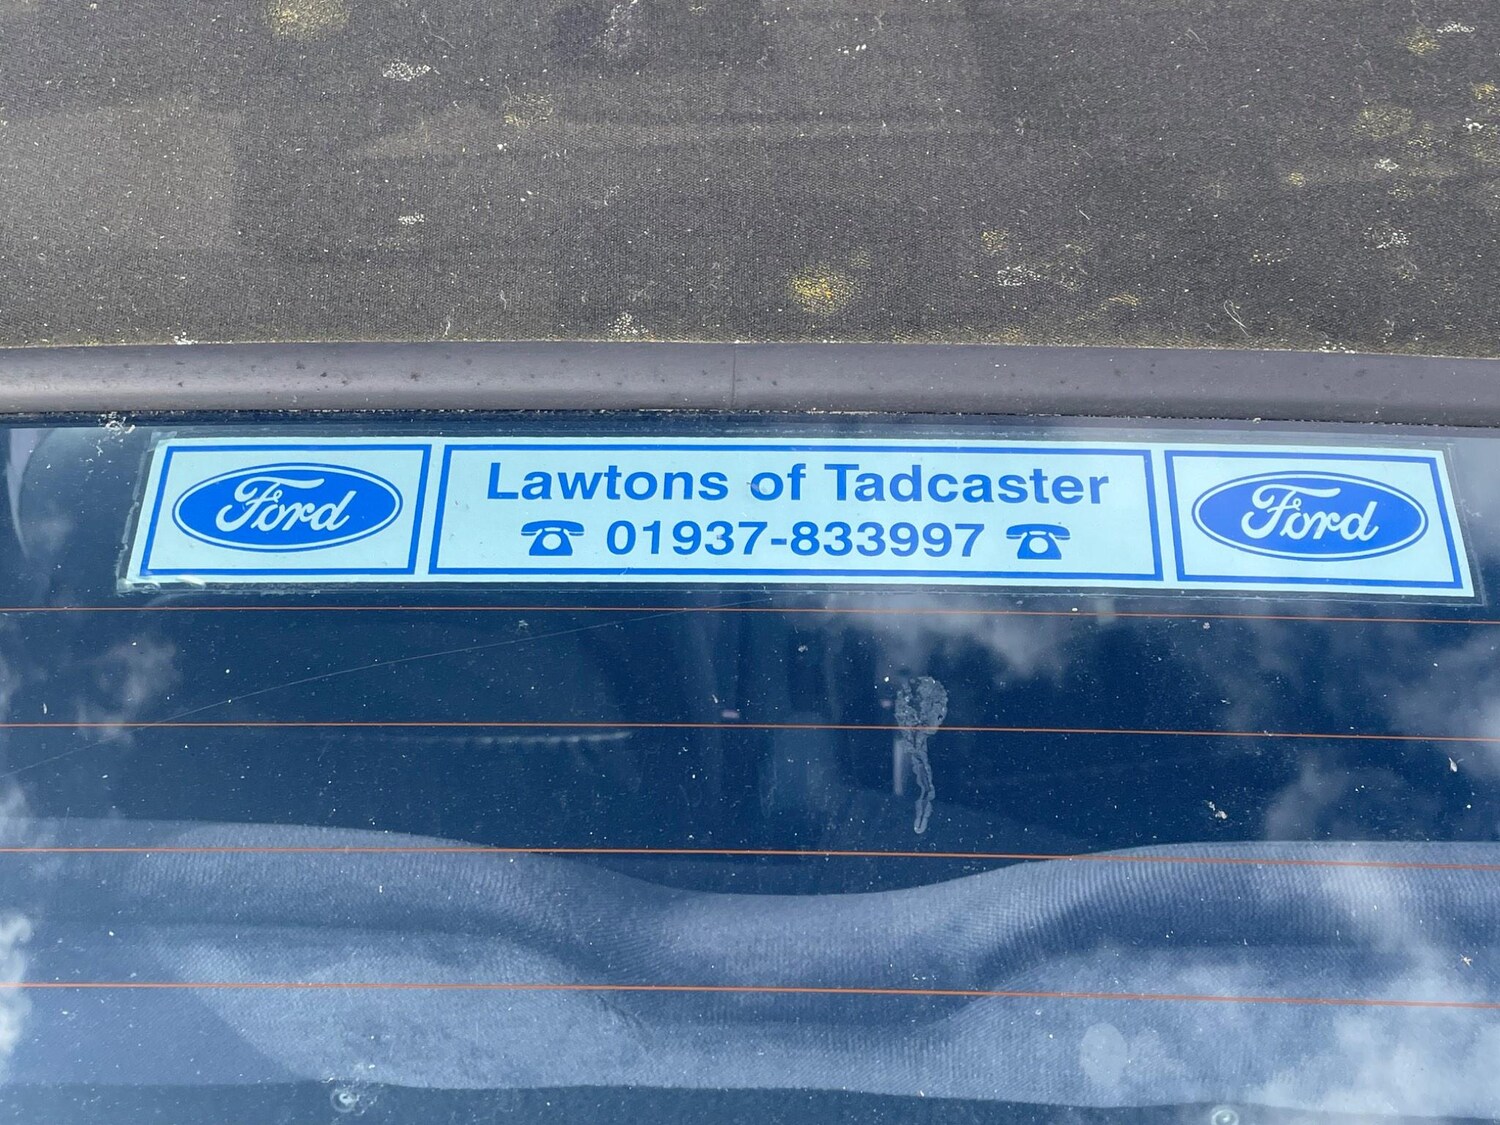 Ford
Lawtons of Tadcaster
☎ 01937-833997 ☎
Ford